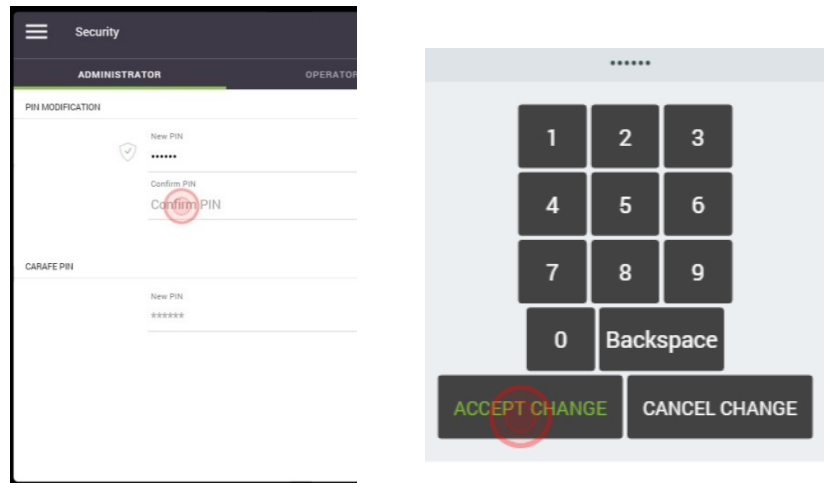 Security
ADMINISTRATOR
OPERATOR
PIN MODIFICATION
New PIN
••••••
Confirm PIN
Confirm PIN
CARAFE PIN
New PIN
******
••••••
1 2 3
4 5 6
7 8 9
0 Backspace
ACCEPT CHANGE CANCEL CHANGE